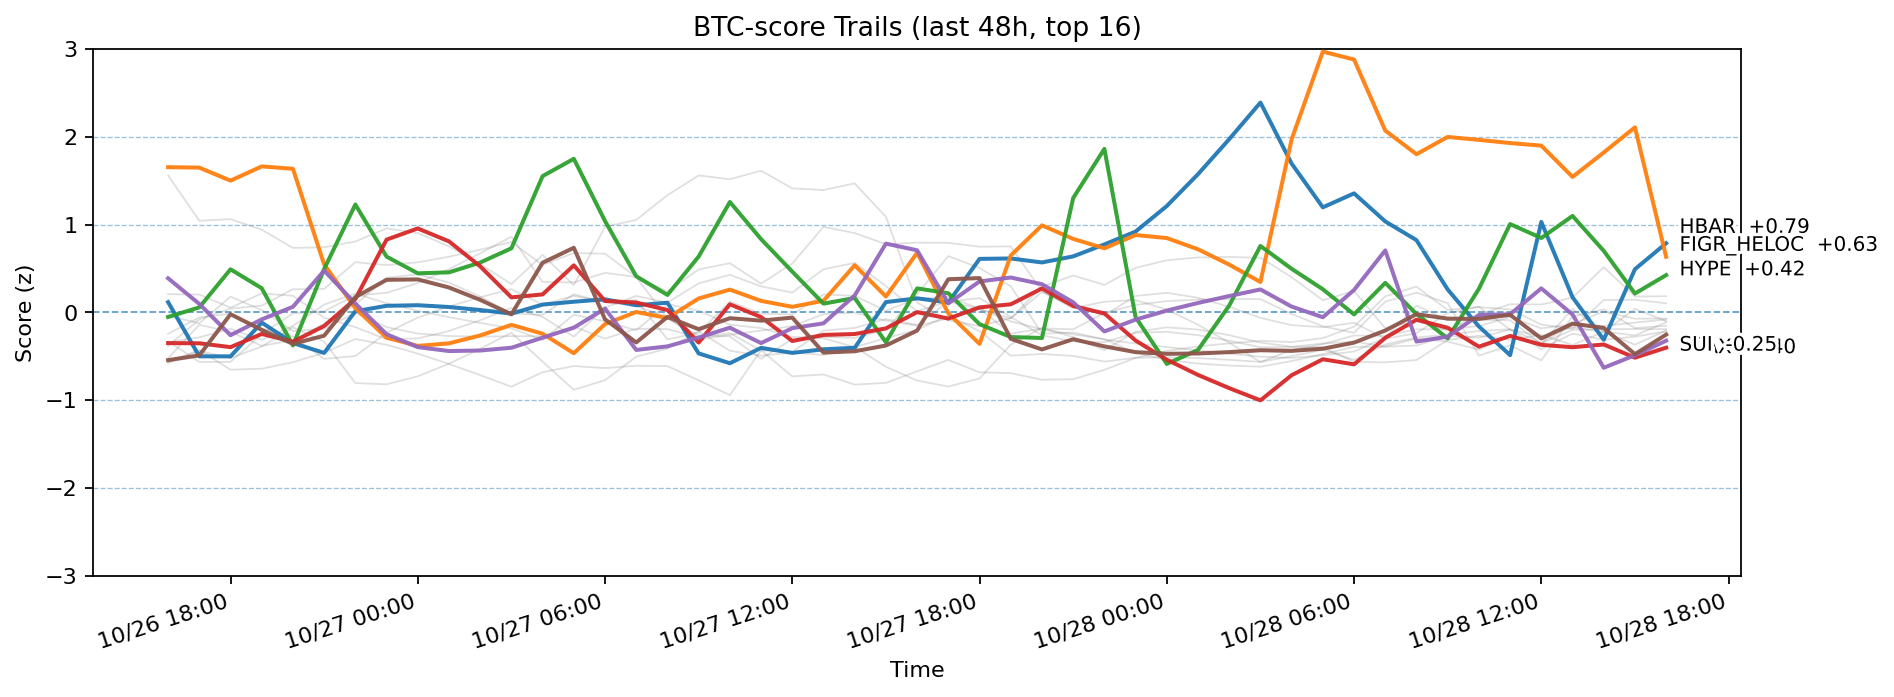 BTC-score Trails (last 48h, top 16)
Score (z)
3
2
1
0
−1
−2
−3
HBAR +0.79
FIGR_HELOC +0.63
HYPE +0.42
SUI -0.25
10/26 18:00
10/27 00:00
10/27 06:00
10/27 12:00
10/27 18:00
10/28 00:00
10/28 06:00
10/28 12:00
10/28 18:00
Time